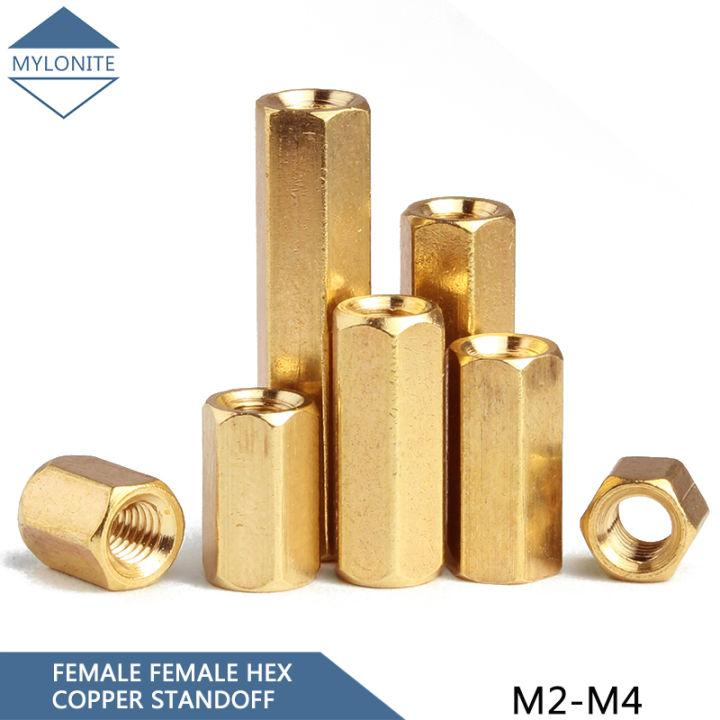 MYLONITE
FEMALE FEMALE HEX
COPPER STANDOFF
M2-M4